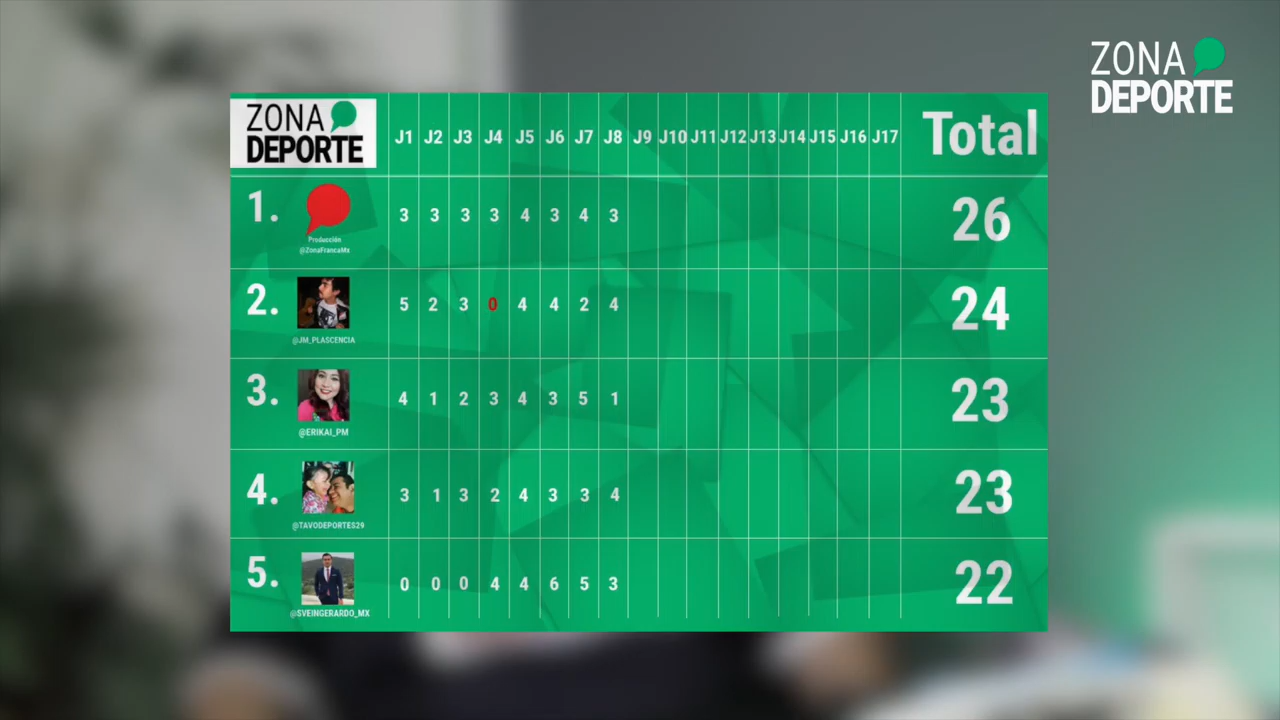 ZONA
DEPORTE
ZONA
DEPORTE
J1 J2 J3 J4 J5 J6 J7 J8 J9 J10 J11 J12 J13 J14 J15 J16 J17 Total
1. 3 3 3 3 4 3 4 3 26
Producción
@ZonaFrancaMx
2. 5 2 3 0 4 4 2 4 24
@JM_PLASCENCIA
3. 4 1 2 3 4 3 5 1 23
@ERIKAI_PM
4. 3 1 3 2 4 3 3 4 23
@TAVODEPORTES29
5. 0 0 0 4 4 6 5 3 22
@SVEINGERARDO_MX